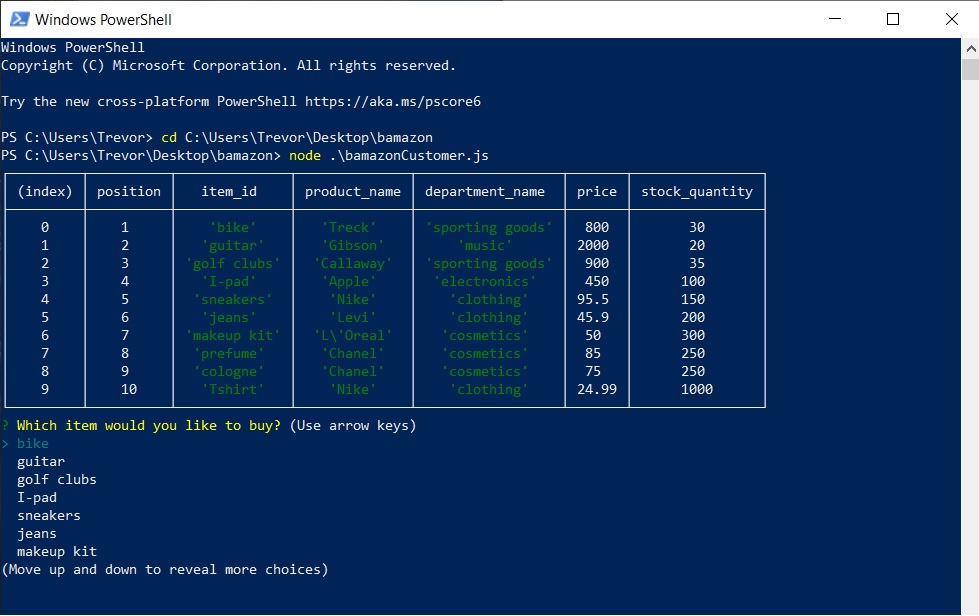 Windows PowerShell
Windows PowerShell
Copyright (C) Microsoft Corporation. All rights reserved.
Try the new cross-platform PowerShell https://aka.ms/pscore6
PS C:\Users\Trevor> cd C:\Users\Trevor\Desktop\bamazon
PS C:\Users\Trevor\Desktop\bamazon> node .\bamazonCustomer.js
(index) position item_id product_name department_name price stock_quantity
0 1 'bike' 'Treck' 'sporting goods' 800 30
1 2 'guitar' 'Gibson' 'music' 2000 20
2 3 'golf clubs' 'Callaway' 'sporting goods' 900 35
3 4 'I-pad' 'Apple' 'electronics' 450 100
4 5 'sneakers' 'Nike' 'clothing' 95.5 150
5 6 'jeans' 'Levi' 'clothing' 45.9 200
6 7 'makeup kit' 'L\'Oreal' 'cosmetics' 50 300
7 8 'prefume' 'Chanel' 'cosmetics' 85 250
8 9 'cologne' 'Chanel' 'cosmetics' 75 250
9 10 'Tshirt' 'Nike' 'clothing' 24.99 1000
? Which item would you like to buy? (Use arrow keys)
> bike
guitar
golf clubs
I-pad
sneakers
jeans
makeup kit
(Move up and down to reveal more choices)